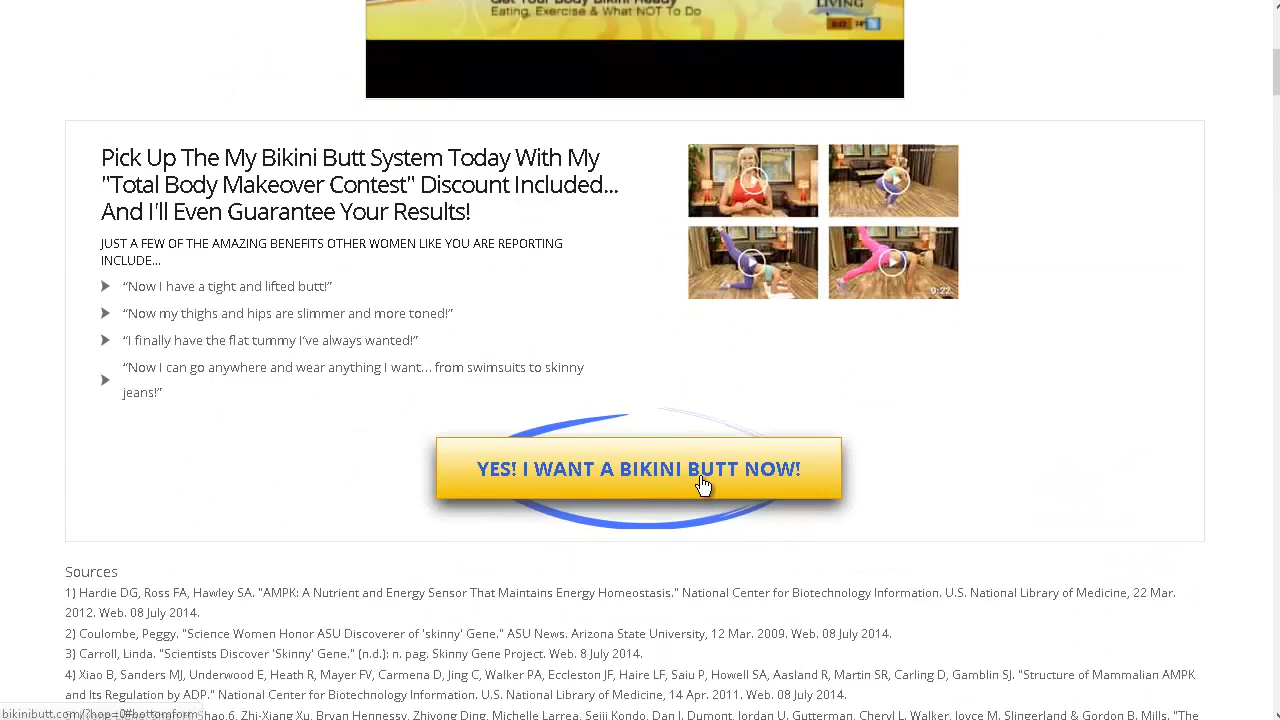 Get Your Body Bikini Ready
Eating, Exercise & What NOT To Do
LIVING
Pick Up The My Bikini Butt System Today With My
"Total Body Makeover Contest" Discount Included...
And I'll Even Guarantee Your Results!
JUST A FEW OF THE AMAZING BENEFITS OTHER WOMEN LIKE YOU ARE REPORTING
INCLUDE...
“Now I have a tight and lifted butt!”
“Now my thighs and hips are slimmer and more toned!”
“I finally have the flat tummy I’ve always wanted!”
“Now I can go anywhere and wear anything I want… from swimsuits to skinny
jeans!”
0:22
YES! I WANT A BIKINI BUTT NOW!
Sources
1) Hardie DG, Ross FA, Hawley SA. "AMPK: A Nutrient and Energy Sensor That Maintains Energy Homeostasis." National Center for Biotechnology Information. U.S. National Library of Medicine, 22 Mar.
2012. Web. 08 July 2014.
2) Coulombe, Peggy. "Science Women Honor ASU Discoverer of 'skinny' Gene." ASU News. Arizona State University, 12 Mar. 2009. Web. 08 July 2014.
3) Carroll, Linda. "Scientists Discover 'Skinny' Gene." (n.d.): n. pag. Skinny Gene Project. Web. 8 July 2014.
4) Xiao B, Sanders MJ, Underwood E, Heath R, Mayer FV, Carmena D, Jing C, Walker PA, Eccleston JF, Haire LF, Saiu P, Howell SA, Aasland R, Martin SR, Carling D, Gamblin SJ. "Structure of Mammalian AMPK
and Its Regulation by ADP." National Center for Biotechnology Information. U.S. National Library of Medicine, 14 Apr. 2011. Web. 08 July 2014.
Zhi-Xiang Xu, Bryan Hennessy, Zhiyong Ding, Michelle Larrea, Seiji Kondo, Dan J. Dumont, Jordan U. Gutterman, Cheryl L. Walker, Joyce M. Slingerland & Gordon B. Mills. "The
bikinibutt.com/?hop=0#bottomform